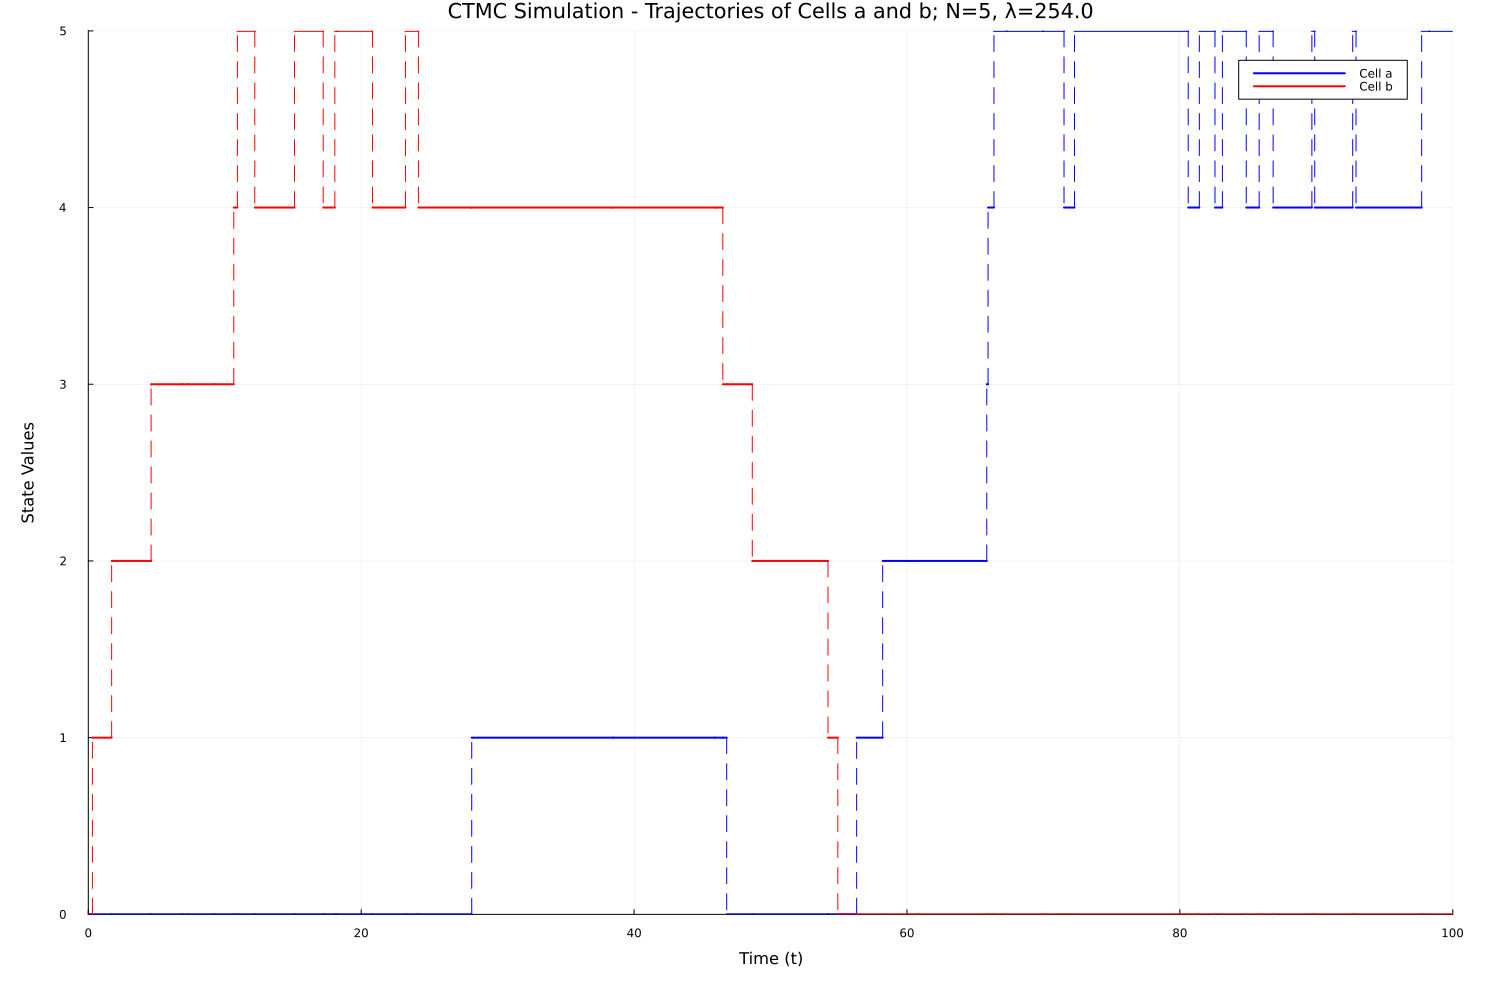 CTMC Simulation - Trajectories of Cells a and b; N=5, λ=254.0
5
Cell a
Cell b
4
3
State Values
2
1
0
0 20 40 60 80 100
Time (t)